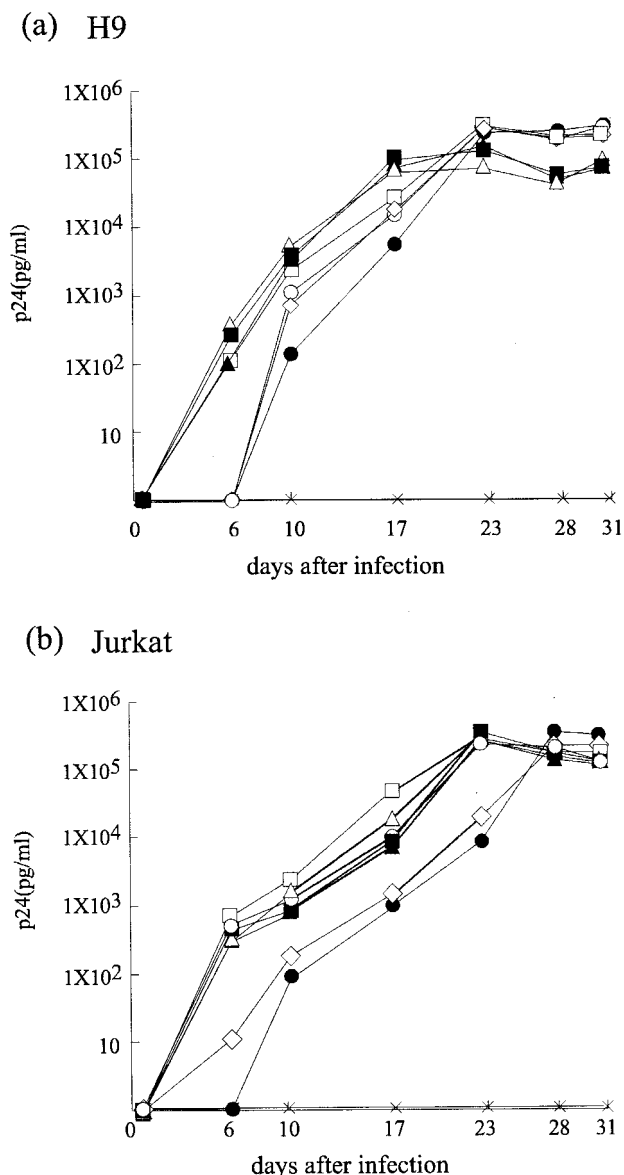 (a) H9
1X10⁶
1X10⁵
1X10⁴
1X10³
1X10²
10
p24(pg/ml)
0 6 10 17 23 28 31
days after infection
(b) Jurkat
1X10⁶
1X10⁵
1X10⁴
1X10³
1X10²
10
p24(pg/ml)
0 6 10 17 23 28 31
days after infection